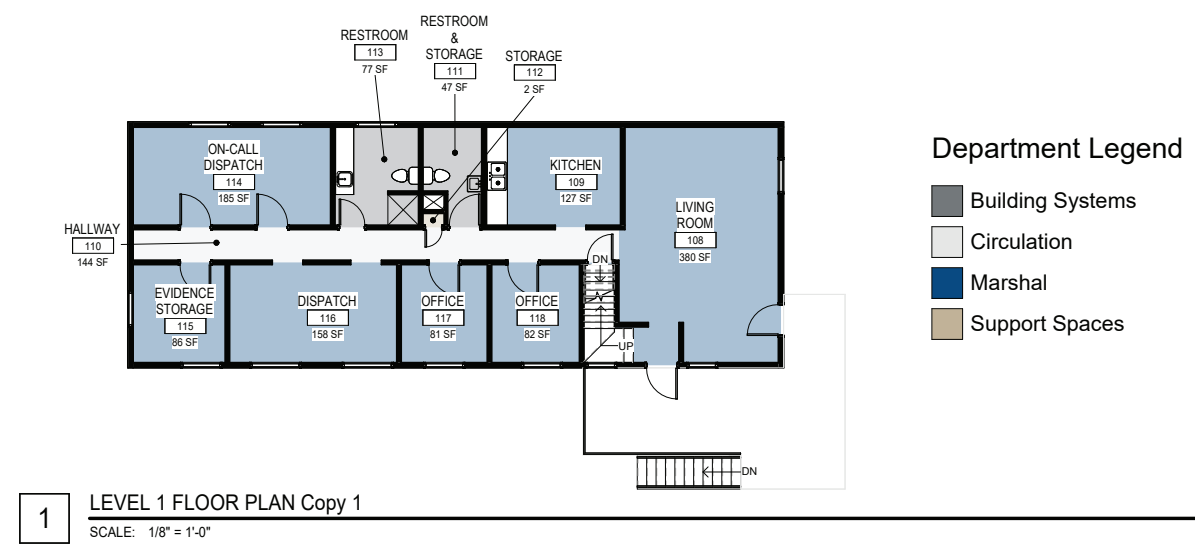 RESTROOM
113
77 SF
RESTROOM
&
STORAGE
111
47 SF
STORAGE
112
2 SF
ON-CALL
DISPATCH
114
185 SF
KITCHEN
109
127 SF
LIVING
ROOM
108
380 SF
HALLWAY
110
144 SF
EVIDENCE
STORAGE
115
86 SF
DISPATCH
116
158 SF
OFFICE
117
81 SF
OFFICE
118
82 SF
DN
UP
DN
Department Legend
Building Systems
Circulation
Marshal
Support Spaces
1
LEVEL 1 FLOOR PLAN Copy 1
SCALE: 1/8" = 1'-0"